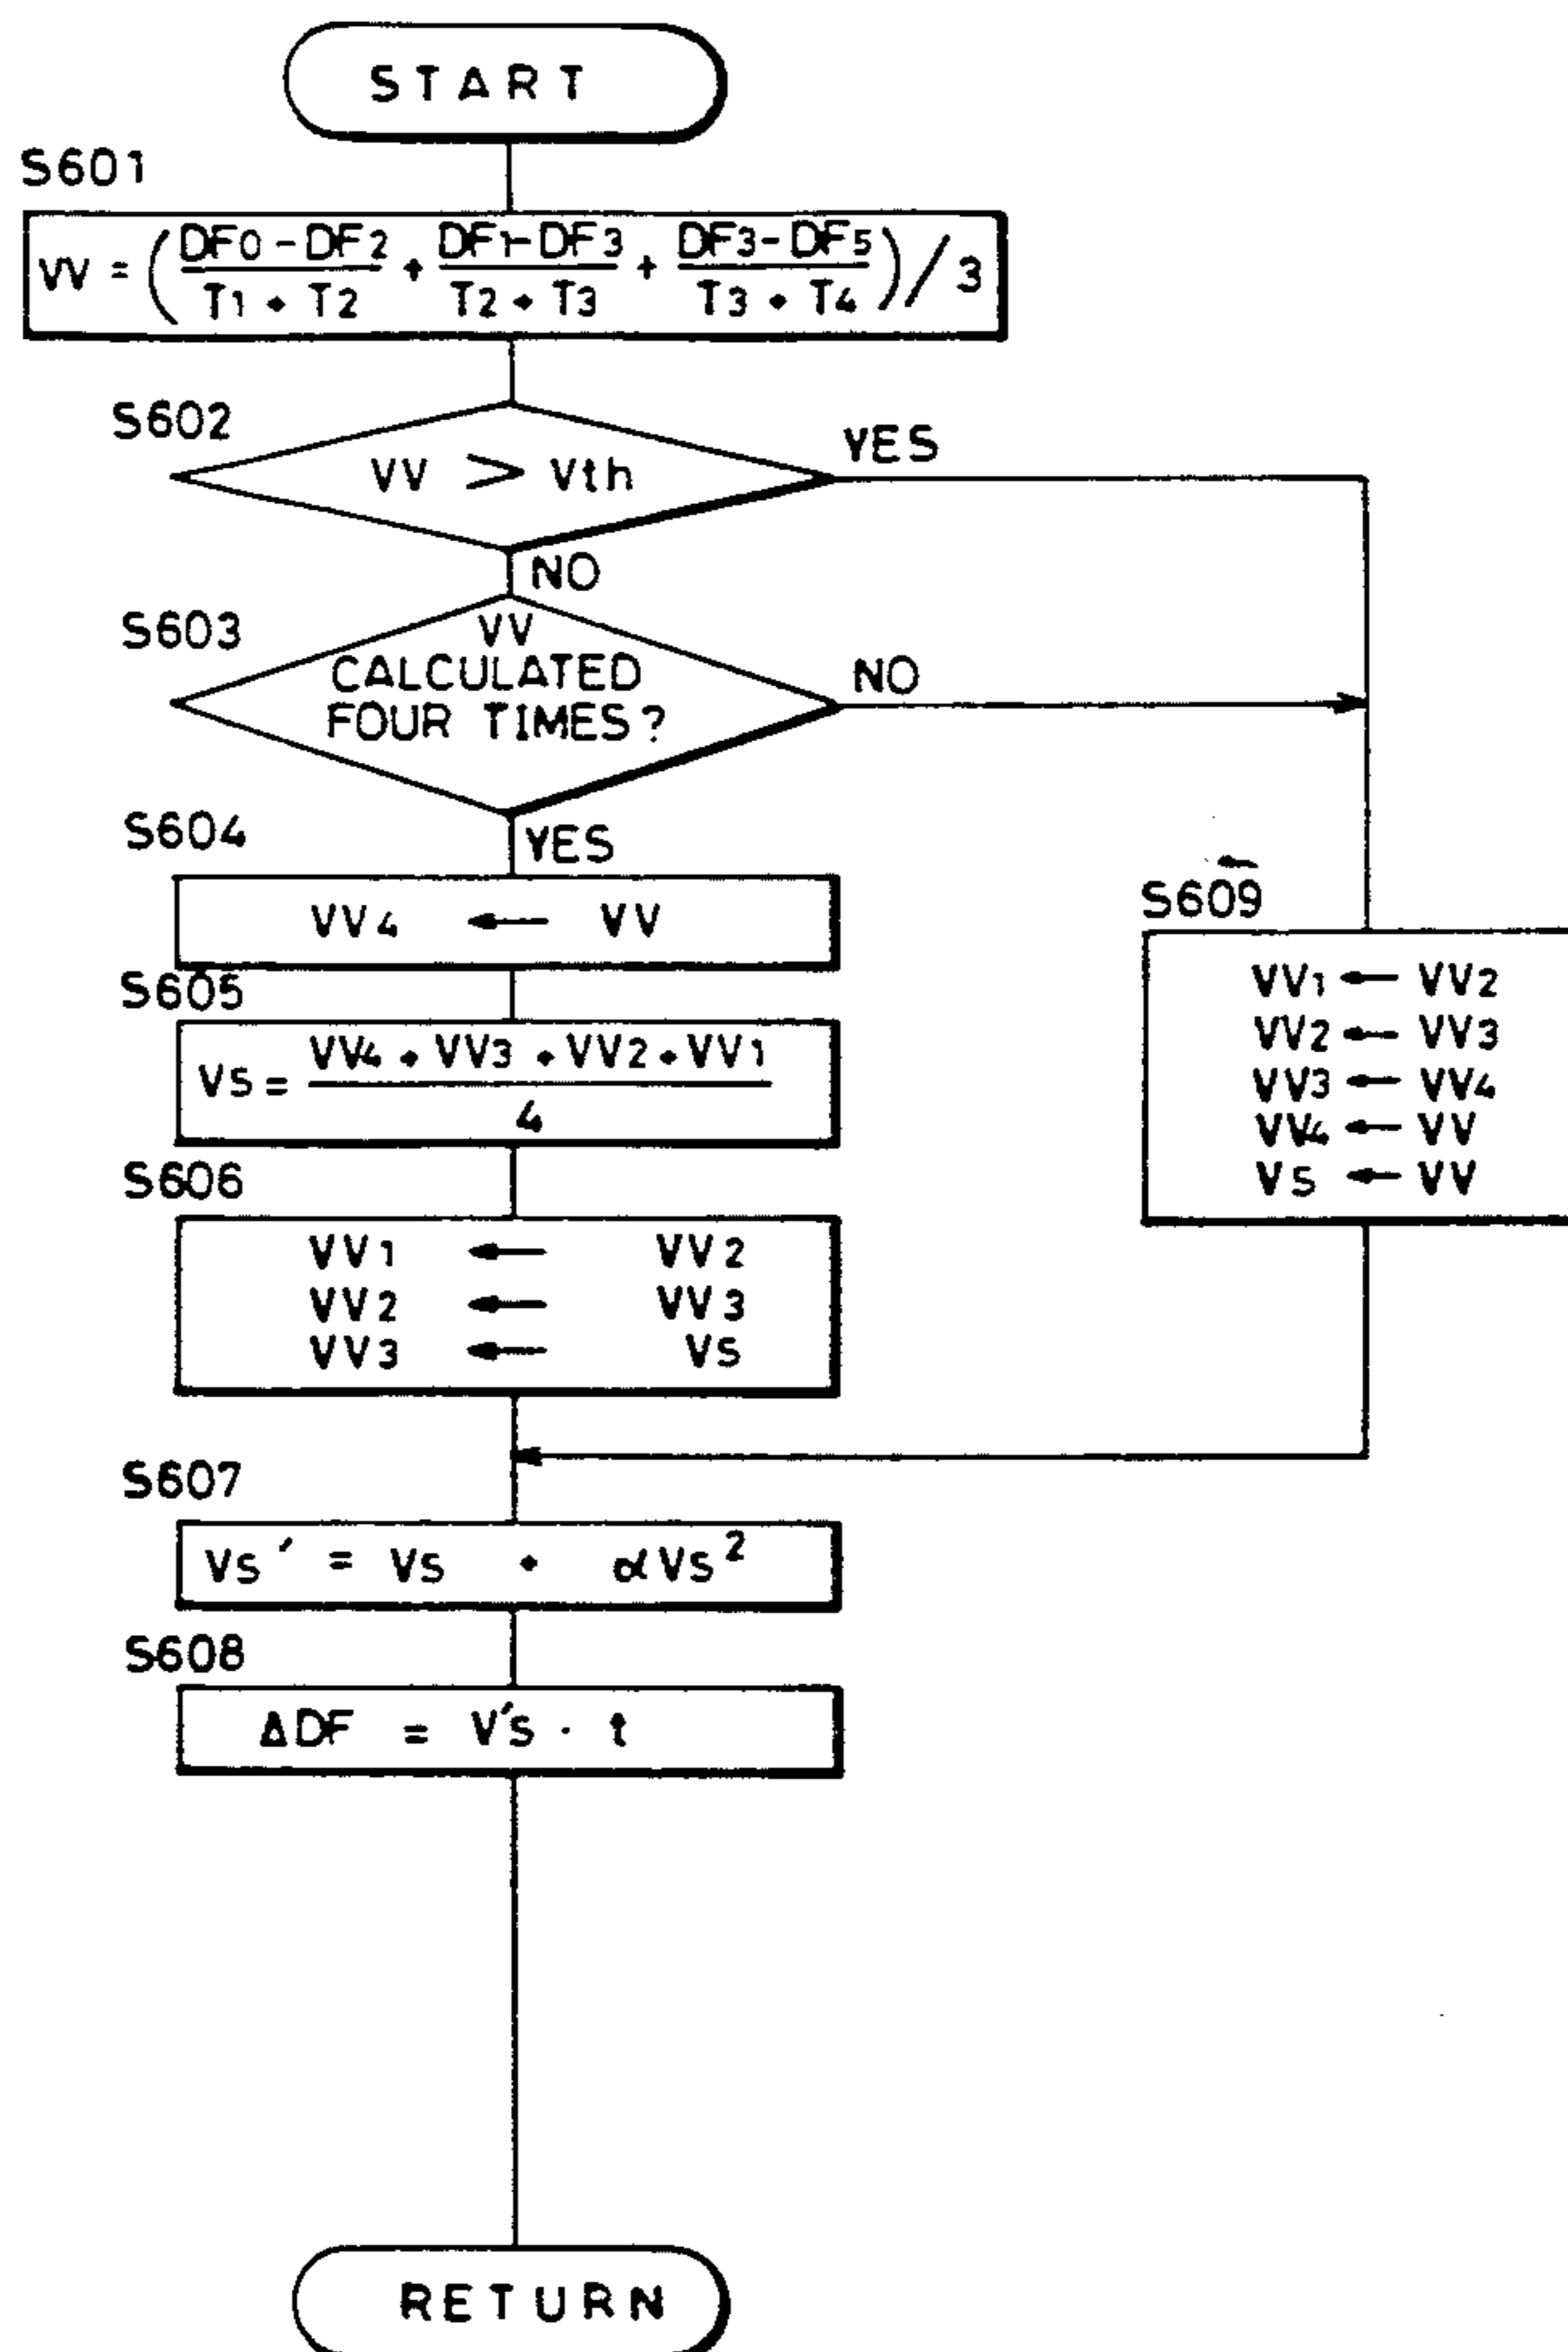 START
S601
VV = ( DF0 - DF2 / T1 + T2 + DF1 - DF3 / T2 + T3 + DF3 - DF5 / T3 + T4 ) / 3
S602
VV > Vth
YES
NO
S603
VV
CALCULATED
FOUR TIMES?
NO
YES
S604
VV4 ← VV
S605
VS = VV4 + VV3 + VV2 + VV1 / 4
S606
VV1 ← VV2
VV2 ← VV3
VV3 ← VS
S609
VV1 ← VV2
VV2 ← VV3
VV3 ← VV4
VV4 ← VV
VS ← VV
S607
VS' = VS + αVS²
S608
ΔDF = V'S · t
RETURN